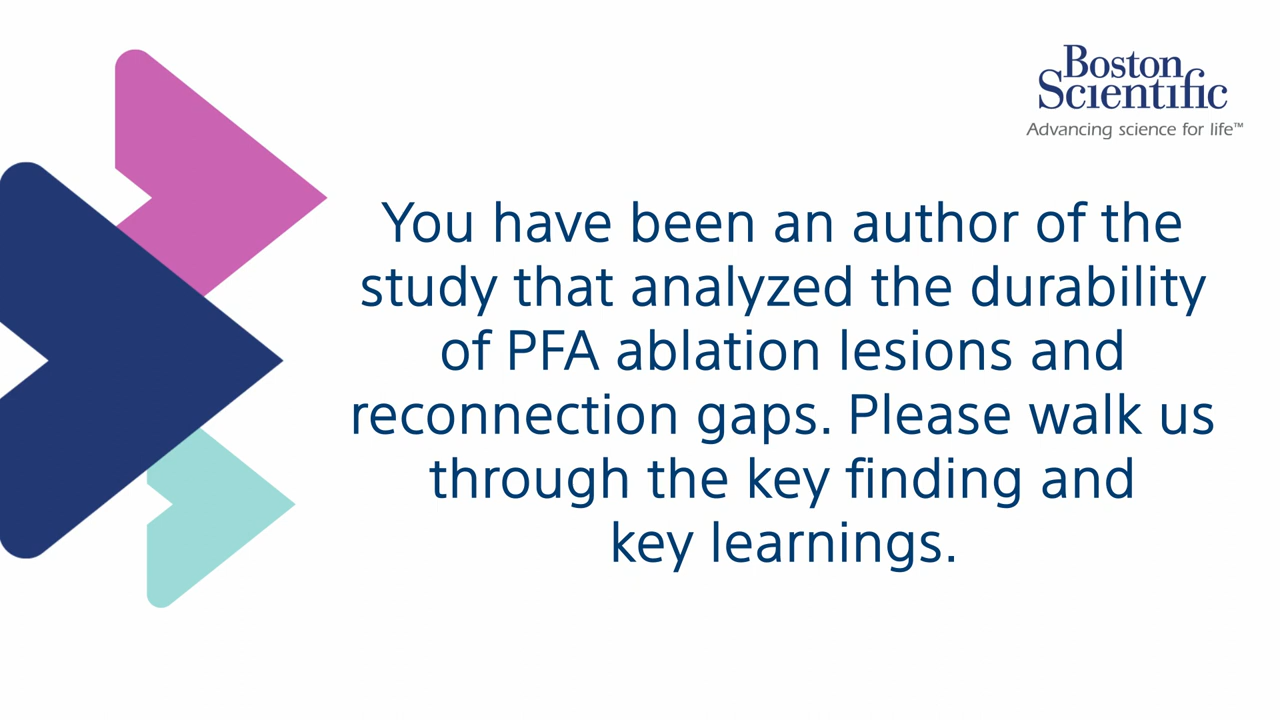 Boston
Scientific
Advancing science for life™
You have been an author of the
study that analyzed the durability
of PFA ablation lesions and
reconnection gaps. Please walk us
through the key finding and
key learnings.